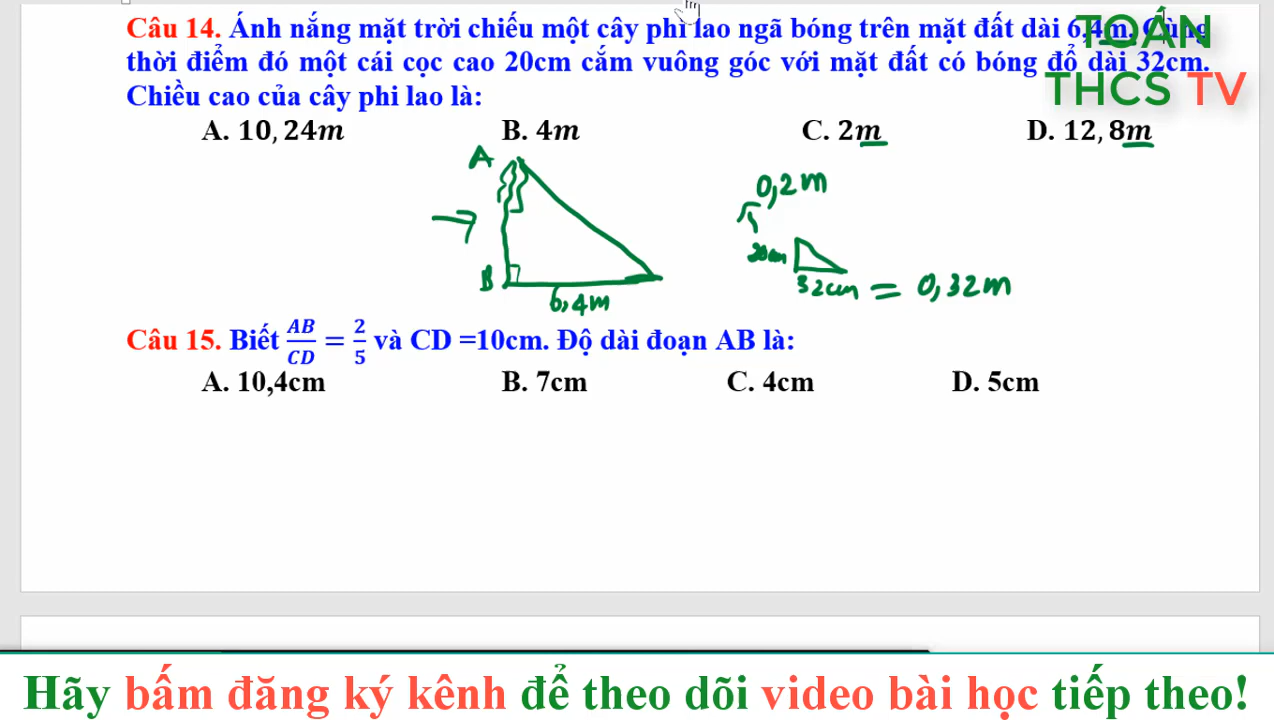 Câu 14. Ánh nắng mặt trời chiếu một cây phi lao ngã bóng trên mặt đất dài 6,4m. Cùng
thời điểm đó một cái cọc cao 20cm cắm vuông góc với mặt đất có bóng đổ dài 32cm.
Chiều cao của cây phi lao là:
TOÁN
THCS TV
A. 10,24m B. 4m C. 2m D. 12,8m
A
0,2m
20cm
B
6,4m
32cm = 0,32m
Câu 15. Biết AB/CD = 2/5 và CD =10cm. Độ dài đoạn AB là:
A. 10,4cm B. 7cm C. 4cm D. 5cm
Hãy bấm đăng ký kênh để theo dõi video bài học tiếp theo!